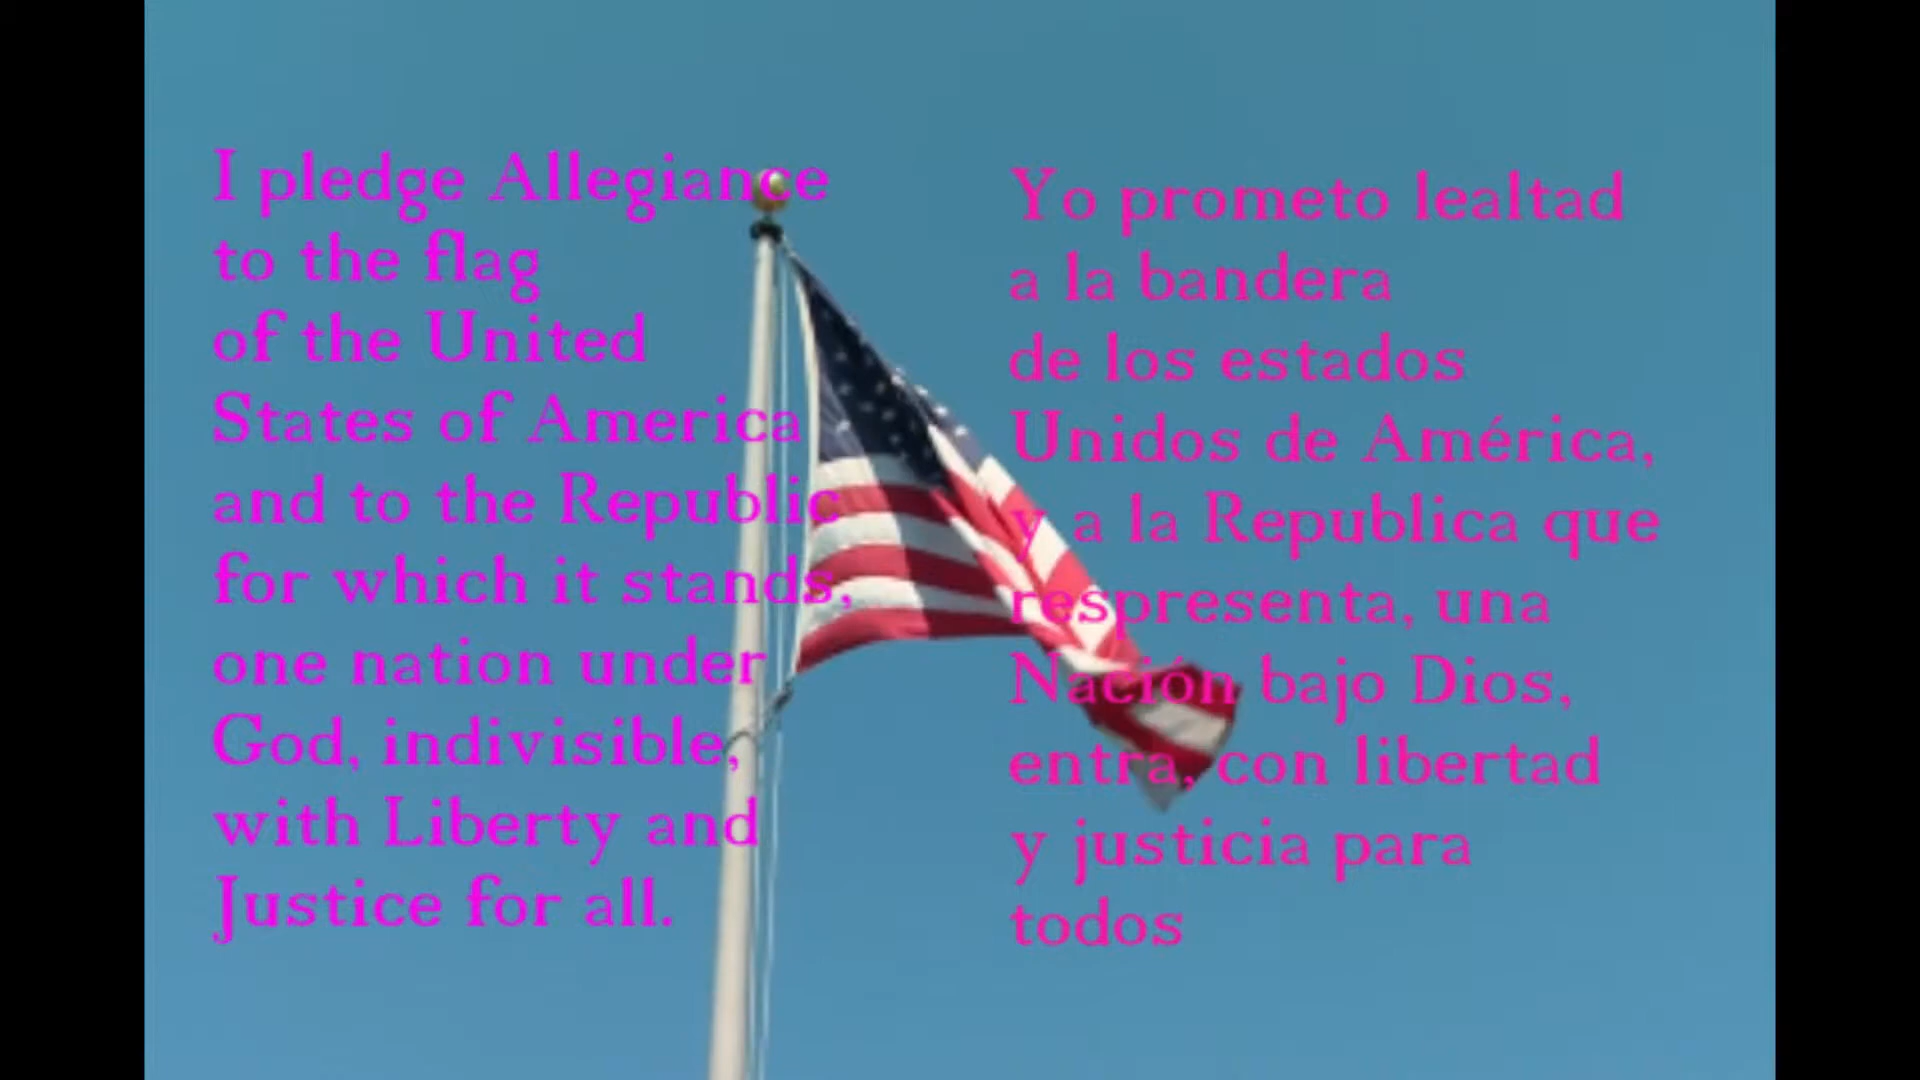 I pledge Allegiance
to the flag
of the United
States of America
and to the Republic
for which it stands,
one nation under
God, indivisible,
with Liberty and
Justice for all.
Yo prometo lealtad
a la bandera
de los estados
Unidos de América,
y a la Republica que
respresenta, una
Nación bajo Dios,
entra, con libertad
y justicia para
todos